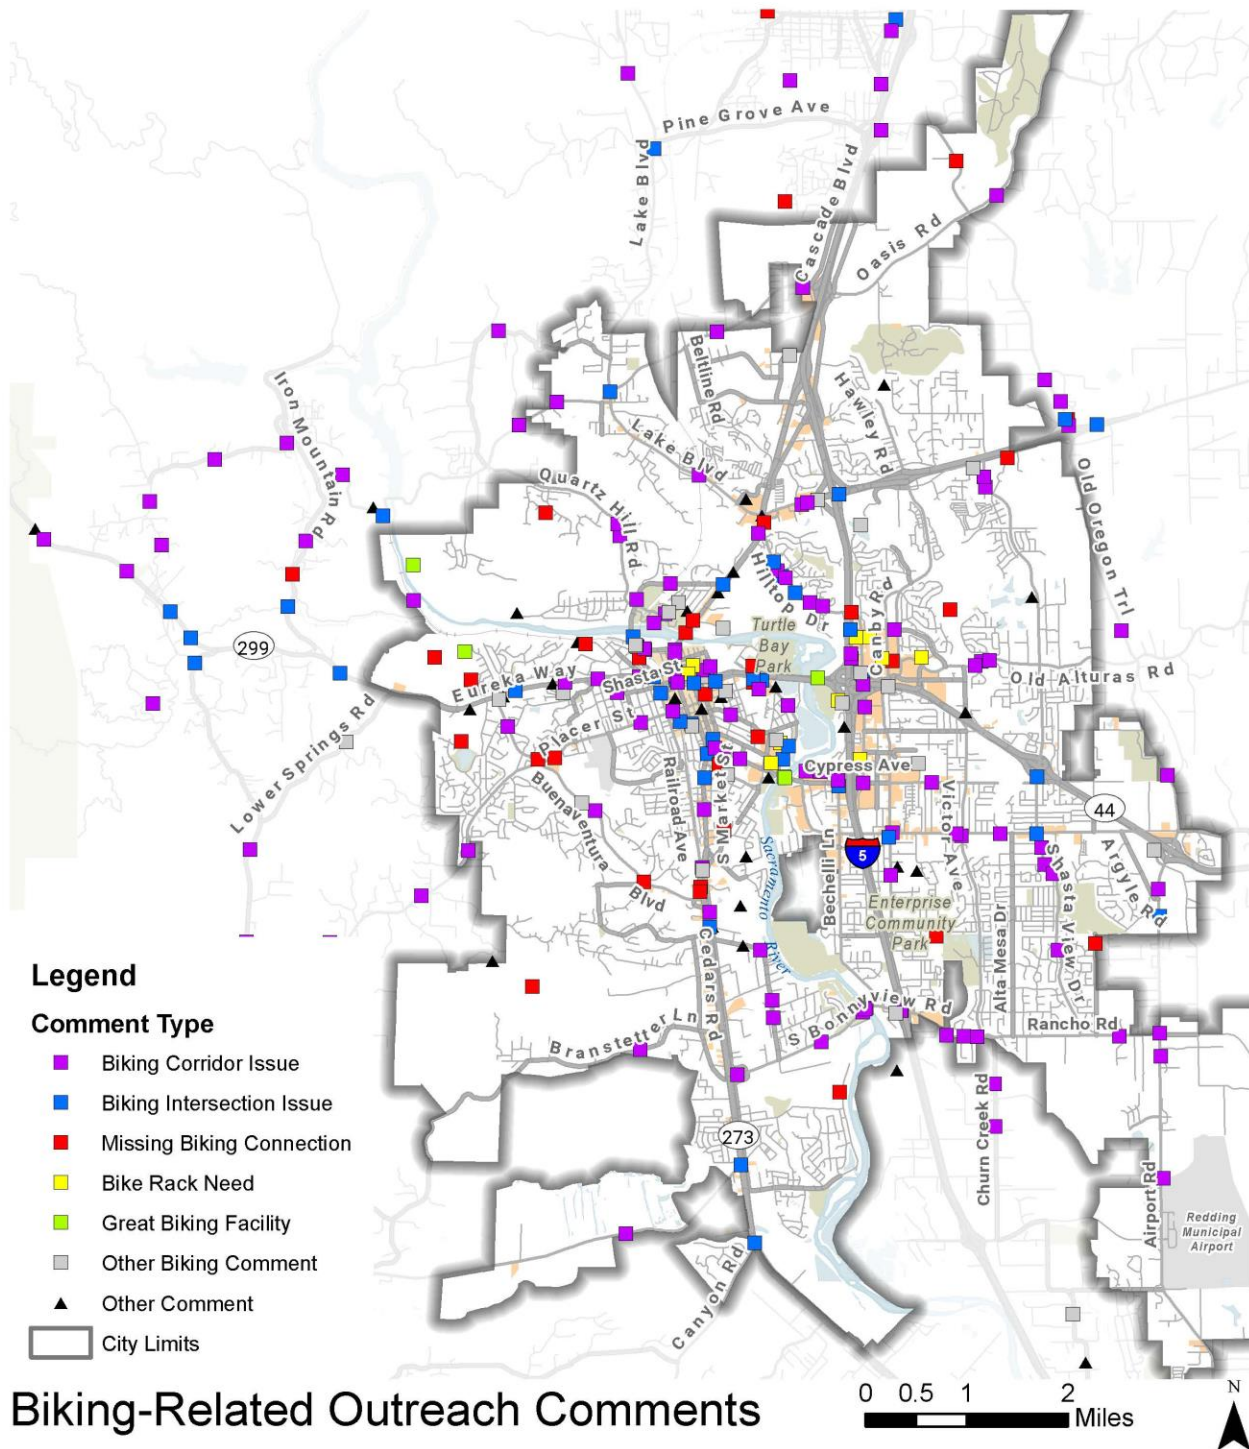 Pine Grove Ave
Lake Blvd
Cascade Blvd
Oasis Rd
Beltline Rd
Hawley Rd
Iron Mountain Rd
Lake Blvd
Quartz Hill Rd
Old Oregon Trl
Hilltop Dr
Canby Rd
Turtle
Bay
Park
299
Eureka Way
Shasta St
Old Alturas Rd
Lower Springs Rd
Placer St
Cypress Ave
Buenaventura
Blvd
Railroad Ave
S Market St
Sacramento
River
Bechelli Ln
5
Victor Ave
44
Argyle Rd
Shasta View Dr
Enterprise
Community
Park
Alta Mesa Dr
Cedars Rd
S Bonnyview Rd
Rancho Rd
Branstetter Ln
Churn Creek Rd
273
Airport Rd
Redding
Municipal
Airport
Canyon Rd
Legend
Comment Type
Biking Corridor Issue
Biking Intersection Issue
Missing Biking Connection
Bike Rack Need
Great Biking Facility
Other Biking Comment
Other Comment
City Limits
Biking-Related Outreach Comments
0 0.5 1 2
Miles
N